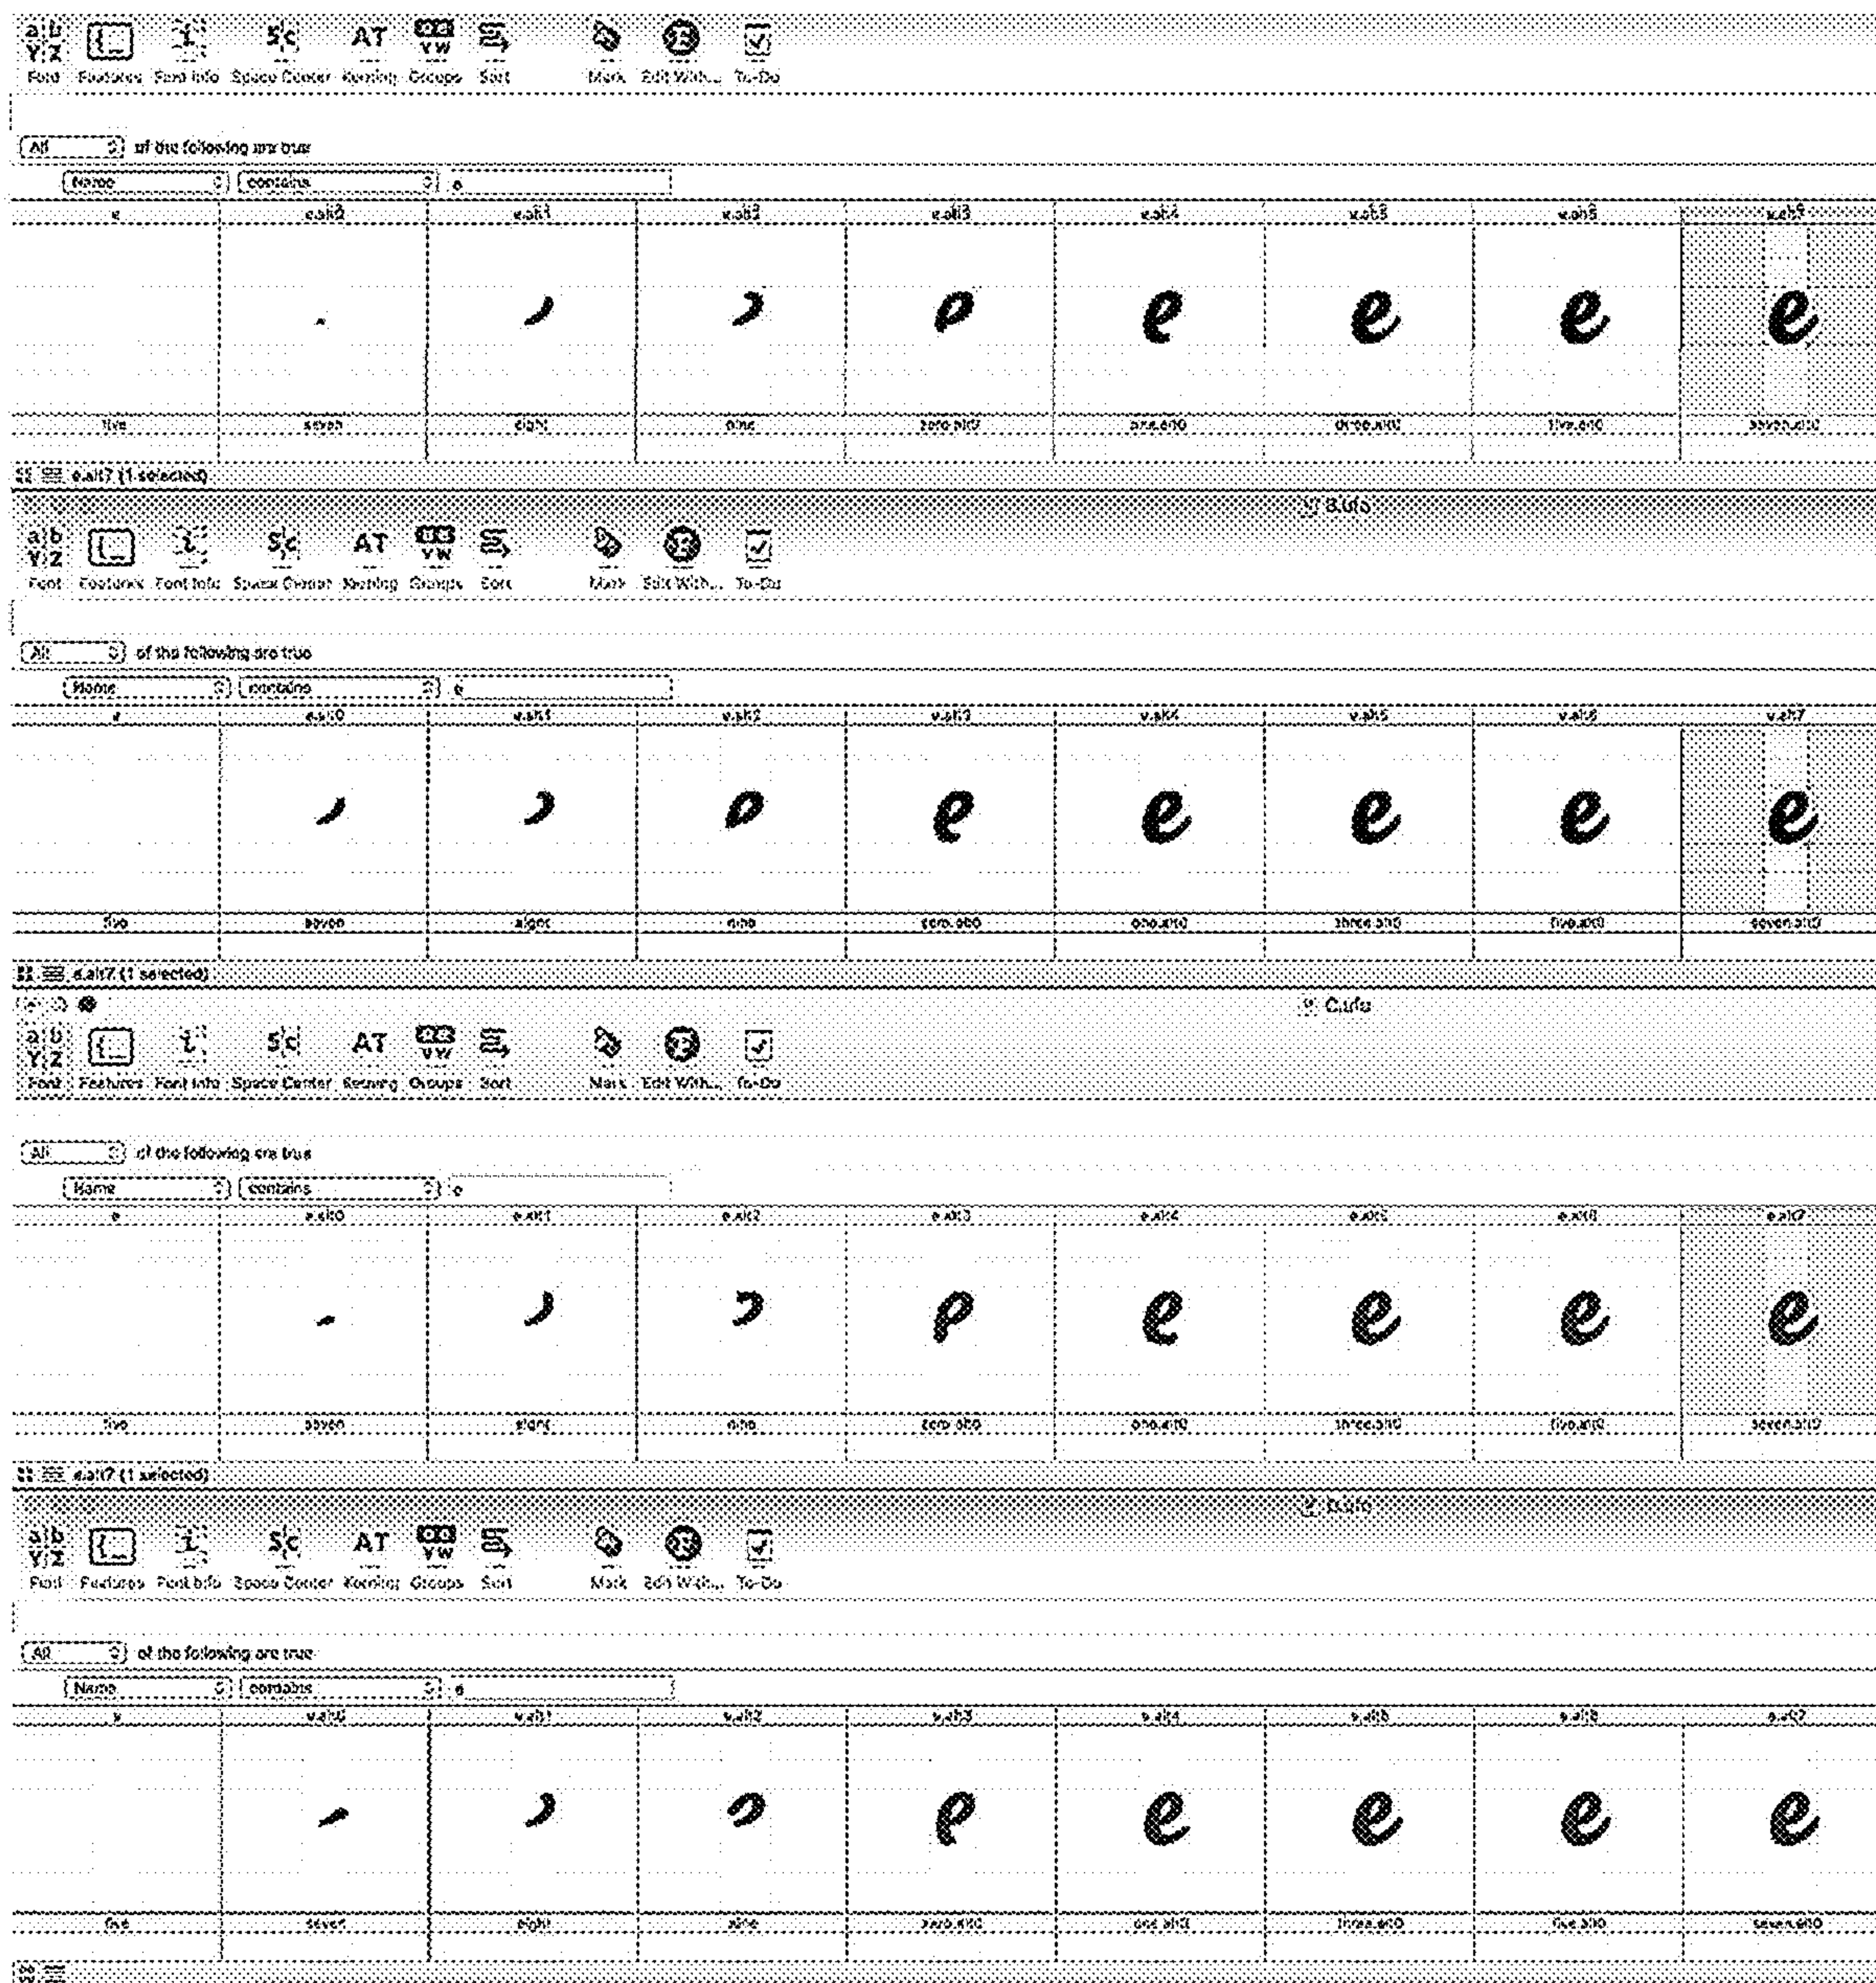 a b
Y Z
{_ i S c AT Y W
Font Features Font Info Space Center Kerning Groups Sort Mark Edit With... To-Do
All of the following are true
Name contains e
e e.alt0 e.alt1 e.alt2 e.alt3 e.alt4 e.alt5 e.alt6 e.alt7
e e e e
five seven eight nine zero.alt0 one.alt0 three.alt0 five.alt0 seven.alt0
e.alt7 (1 selected)
B.ufo
a b
Y Z
{_ i S c AT Y W
Font Features Font Info Space Center Kerning Groups Sort Mark Edit With... To-Do
All of the following are true
Name contains e
e e.alt0 e.alt1 e.alt2 e.alt3 e.alt4 e.alt5 e.alt6 e.alt7
e e e e e
five seven eight nine zero.alt0 one.alt0 three.alt0 five.alt0 seven.alt0
e.alt7 (1 selected)
C.ufo
a b
Y Z
{_ i S c AT Y W
Font Features Font Info Space Center Kerning Groups Sort Mark Edit With... To-Do
All of the following are true
Name contains e
e e.alt0 e.alt1 e.alt2 e.alt3 e.alt4 e.alt5 e.alt6 e.alt7
e e e e
five seven eight nine zero.alt0 one.alt0 three.alt0 five.alt0 seven.alt0
e.alt7 (1 selected)
D.ufo
a b
Y Z
{_ i S c AT Y W
Font Features Font Info Space Center Kerning Groups Sort Mark Edit With... To-Do
All of the following are true
Name contains e
e e.alt0 e.alt1 e.alt2 e.alt3 e.alt4 e.alt5 e.alt6 e.alt7
e e e e e
five seven eight nine zero.alt0 one.alt0 three.alt0 five.alt0 seven.alt0